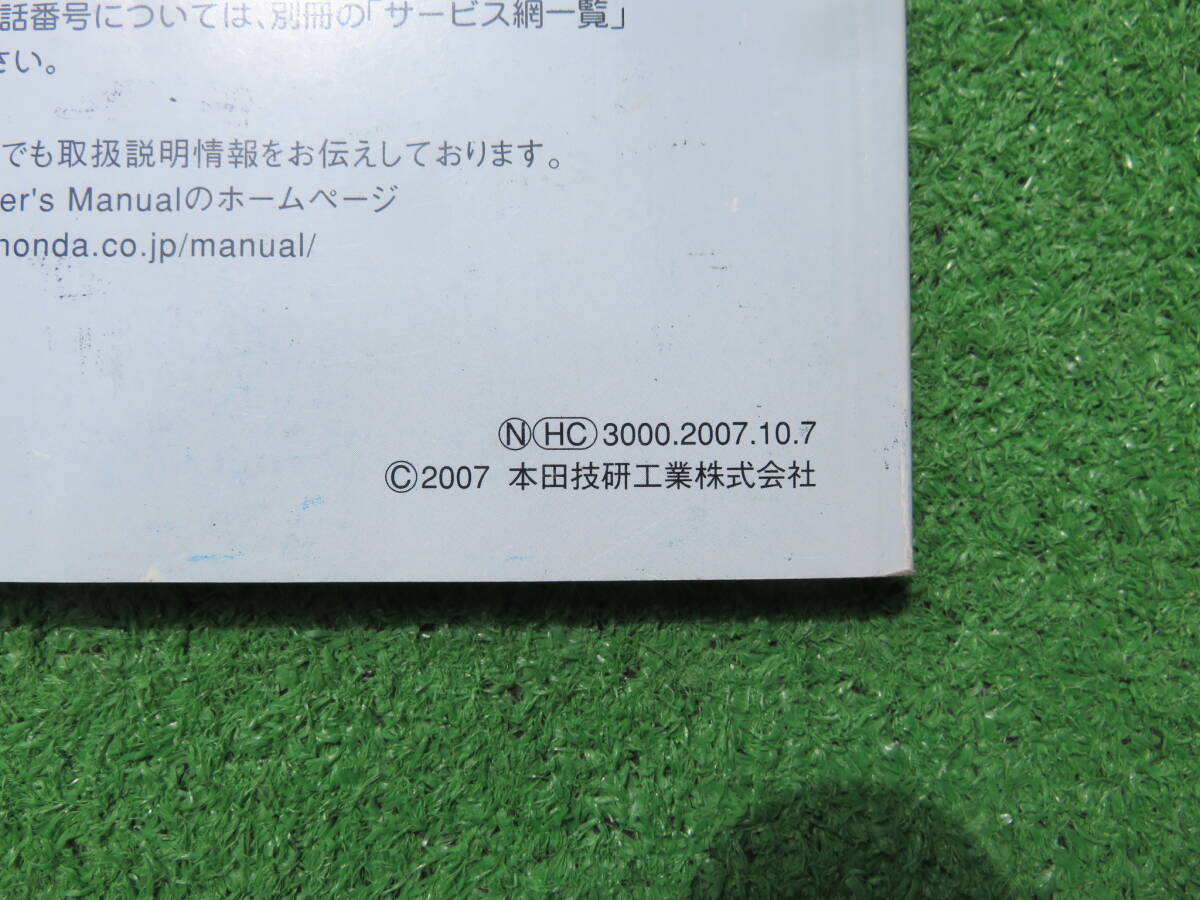 話番号については、別冊の「サービス網一覧」
さい。
でも取扱説明情報をお伝えしております。
er's Manualのホームページ
honda.co.jp/manual/
ⓃHC3000.2007.10.7
©2007 本田技研工業株式会社